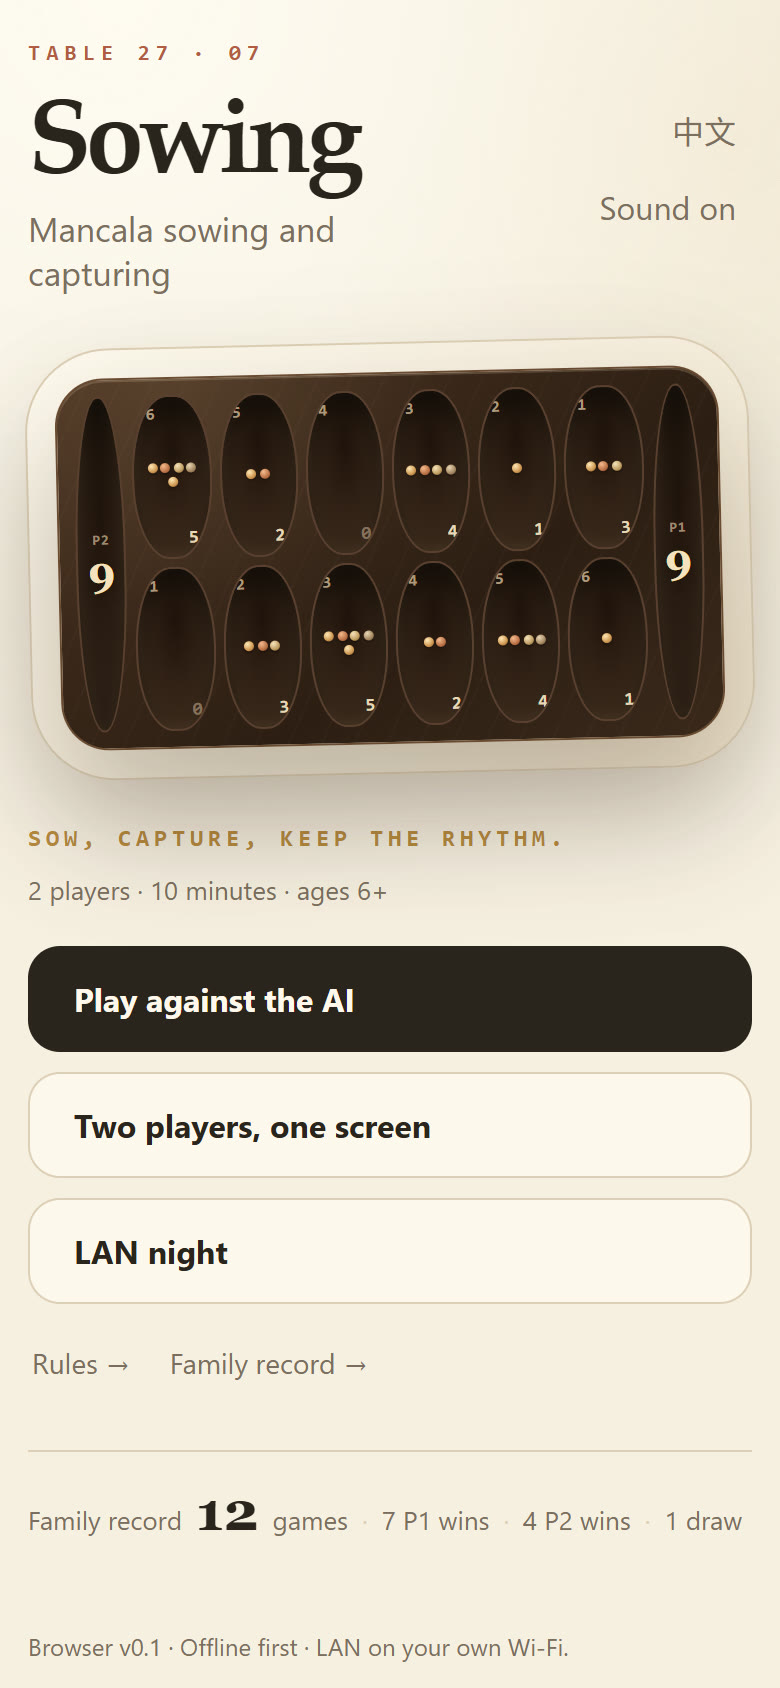 TABLE 27 · 07
Sowing
中文
Sound on
Mancala sowing and
capturing
6 5 4 3 2 1
5 2 0 4 1 3
P2 P1
9 9
1 2 3 4 5 6
0 3 5 2 4 1
SOW, CAPTURE, KEEP THE RHYTHM.
2 players · 10 minutes · ages 6+
Play against the AI
Two players, one screen
LAN night
Rules → Family record →
Family record 12 games · 7 P1 wins · 4 P2 wins · 1 draw
Browser v0.1 · Offline first · LAN on your own Wi-Fi.